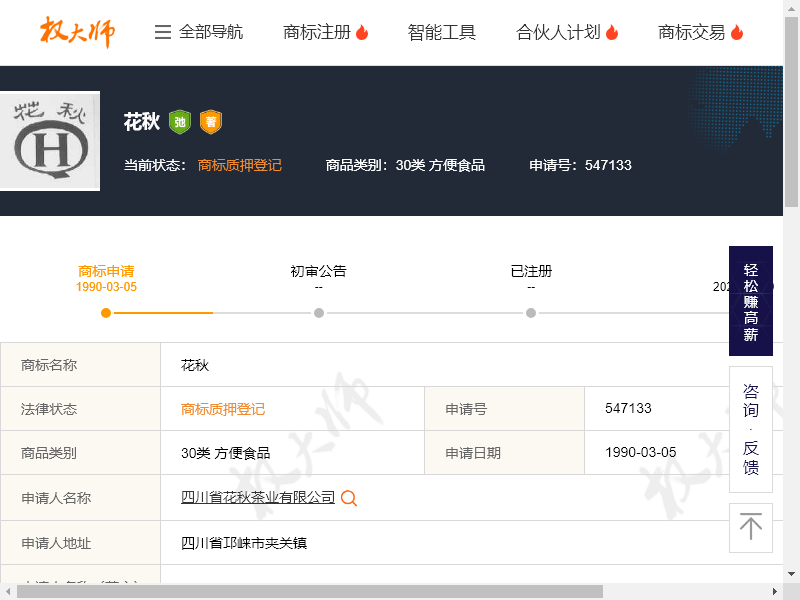 权大师 全部导航 商标注册 智能工具 合伙人计划 商标交易
花秋
H
花秋 驰 著
当前状态: 商标质押登记 商品类别: 30类 方便食品 申请号: 547133
商标申请 初审公告 已注册
1990-03-05 -- --
轻松赚高薪
商标名称 花秋
法律状态 商标质押登记 申请号 547133
商品类别 30类 方便食品 申请日期 1990-03-05
咨询·反馈
申请人名称 四川省花秋茶业有限公司
申请人地址 四川省邛崃市夹关镇
权大师